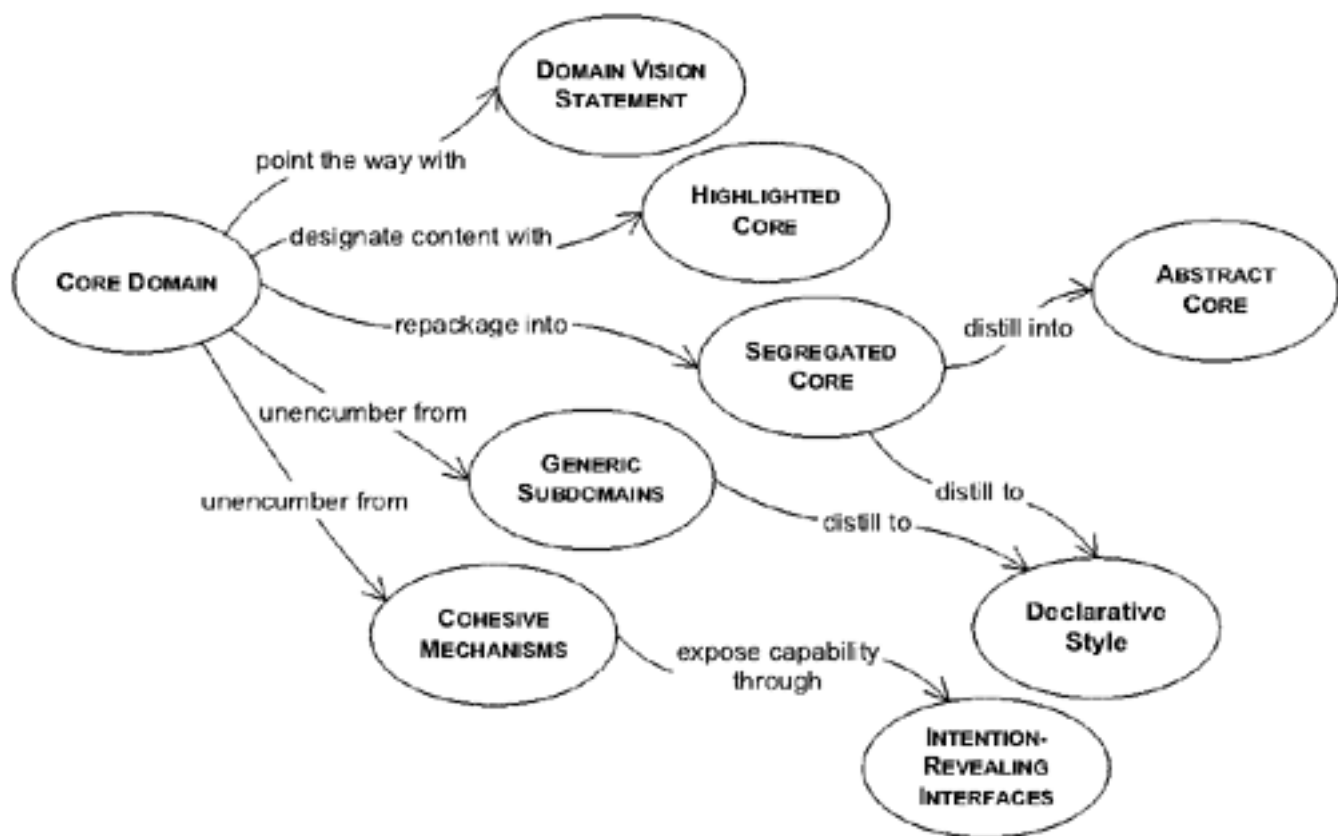 DOMAIN VISION
STATEMENT
point the way with
HIGHLIGHTED
CORE
designate content with
CORE DOMAIN
ABSTRACT
CORE
repackage into
distill into
SEGREGATED
CORE
unencumber from
GENERIC
SUBDOMAINS
unencumber from
distill to
distill to
COHESIVE
MECHANISMS
Declarative
Style
expose capability
through
INTENTION-
REVEALING
INTERFACES